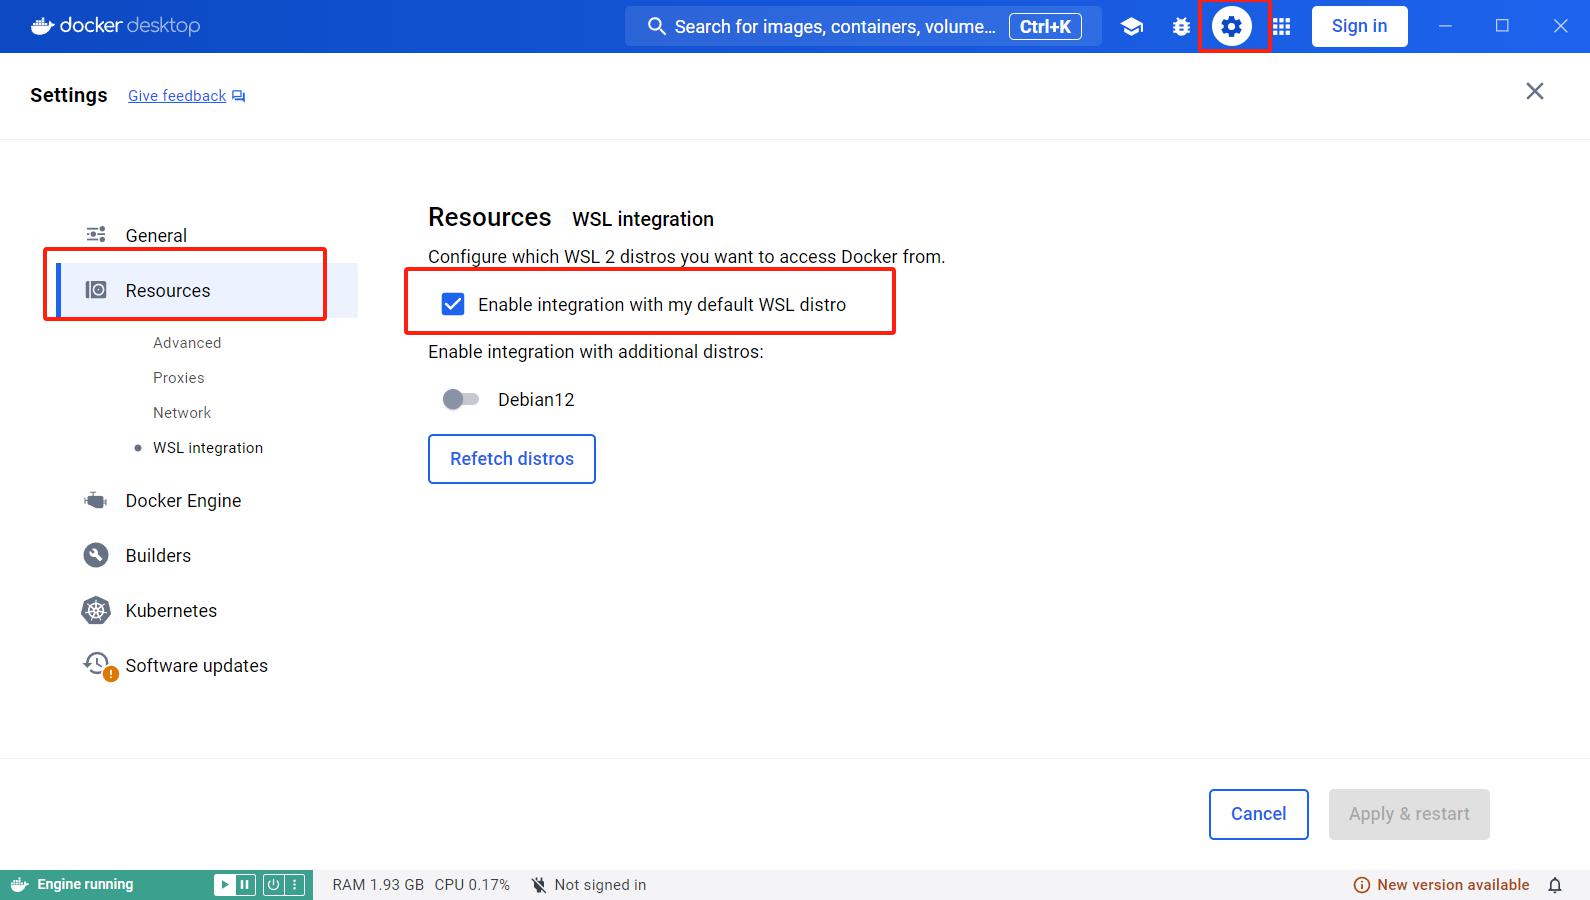 docker desktop
Search for images, containers, volume... Ctrl+K
Sign in
Settings Give feedback
General
Resources
Advanced
Proxies
Network
WSL integration
Docker Engine
Builders
Kubernetes
Software updates
Resources WSL integration
Configure which WSL 2 distros you want to access Docker from.
Enable integration with my default WSL distro
Enable integration with additional distros:
Debian12
Refetch distros
Cancel
Apply & restart
Engine running
RAM 1.93 GB CPU 0.17% Not signed in
New version available